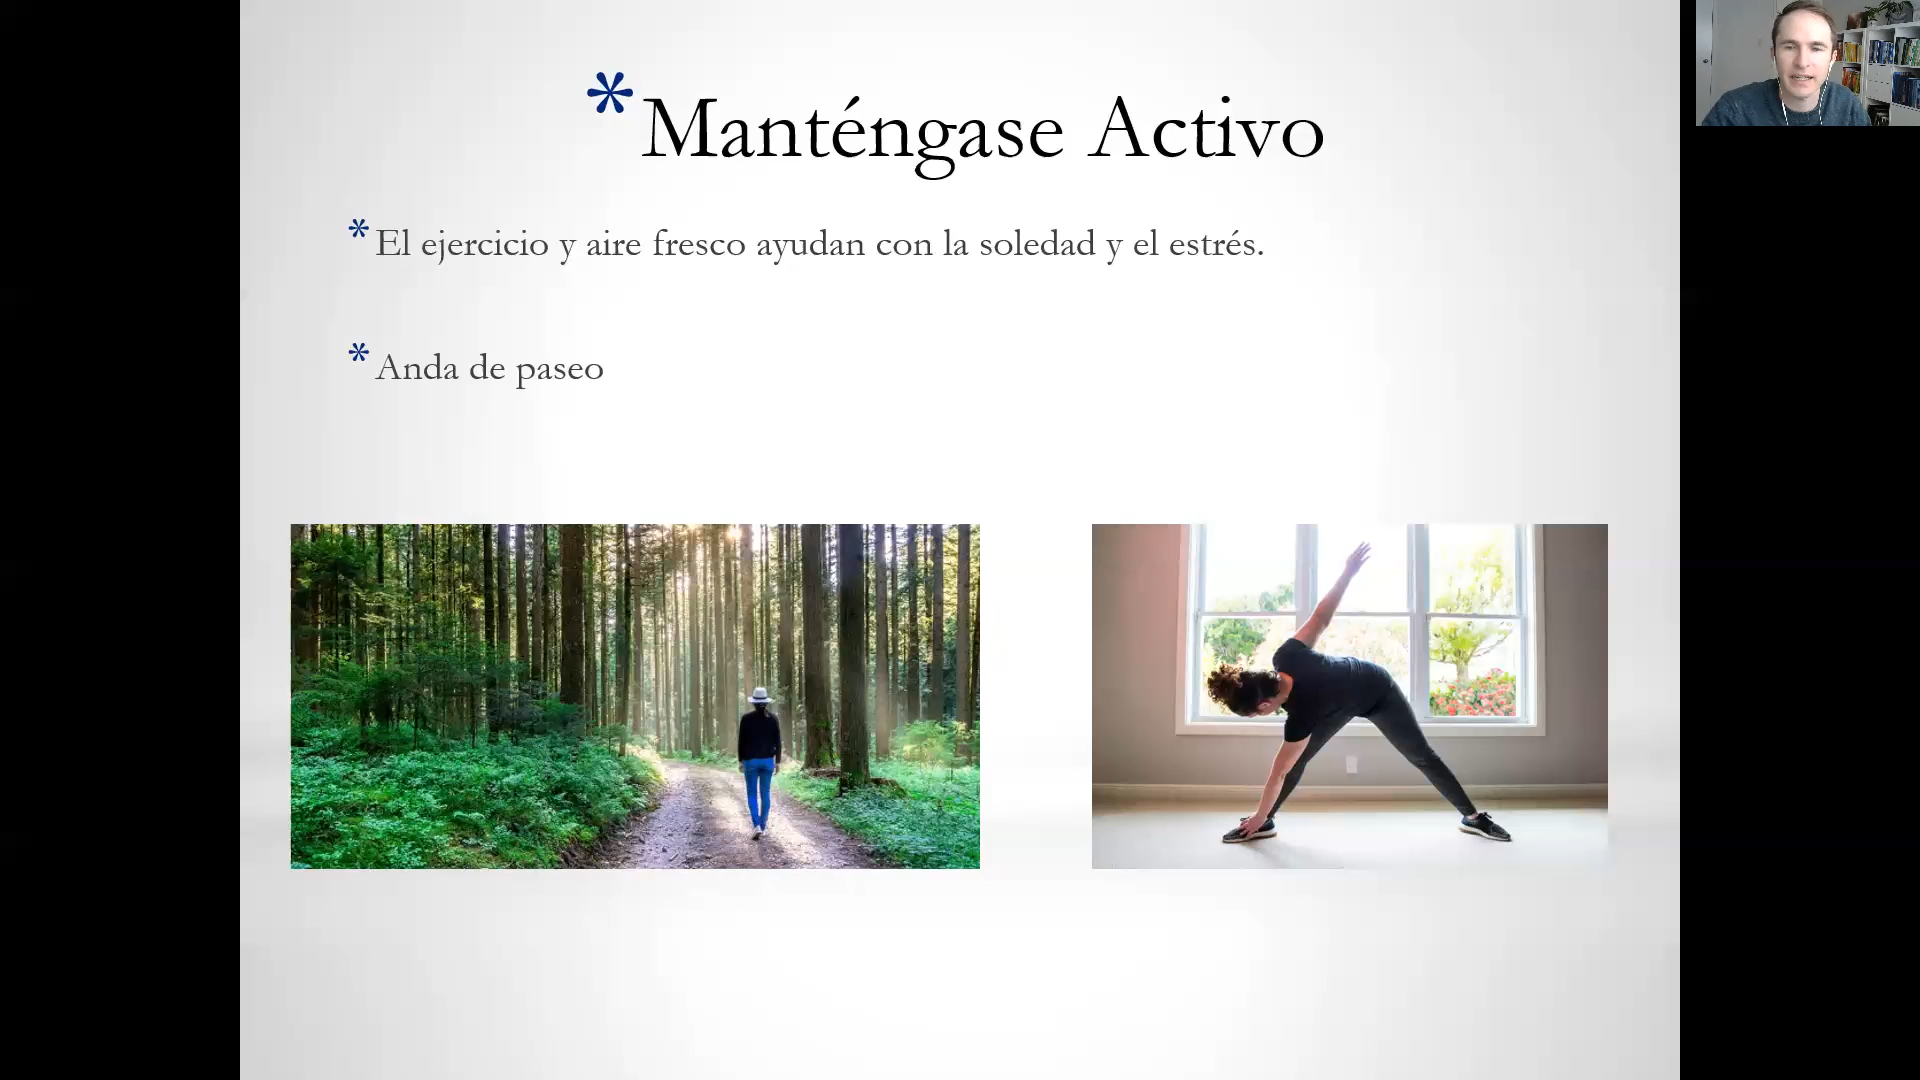 * Manténgase Activo
* El ejercicio y aire fresco ayudan con la soledad y el estrés.
* Anda de paseo